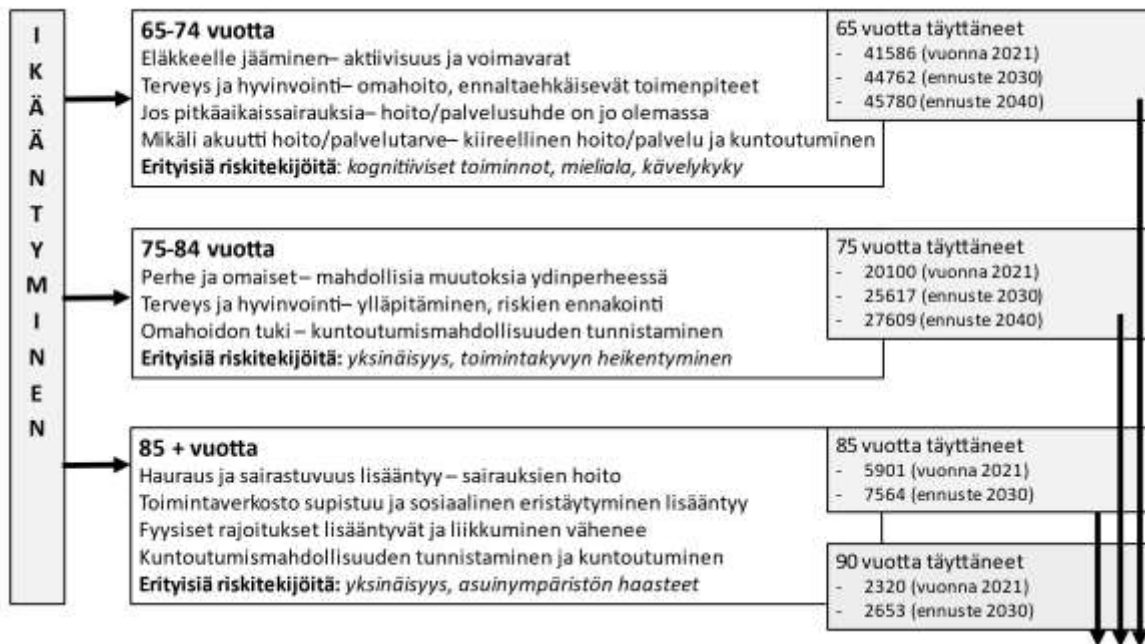 IKÄÄNTYMINEN
65-74 vuotta
Eläkkeelle jääminen– aktiivisuus ja voimavarat
Terveys ja hyvinvointi– omahoito, ennaltaehkäisevät toimenpiteet
Jos pitkäaikaissairauksia– hoito/palvelusuhde on jo olemassa
Mikäli akuutti hoito/palvelutarve– kiireellinen hoito/palvelu ja kuntoutuminen
Erityisiä riskitekijöitä: kognitiiviset toiminnot, mieliala, kävelykyky
65 vuotta täyttäneet
- 41586 (vuonna 2021)
- 44762 (ennuste 2030)
- 45780 (ennuste 2040)
75-84 vuotta
Perhe ja omaiset – mahdollisia muutoksia ydinperheessä
Terveys ja hyvinvointi– ylläpitäminen, riskien ennakointi
Omahoidon tuki – kuntoutumismahdollisuuden tunnistaminen
Erityisiä riskitekijöitä: yksinäisyys, toimintakyvyn heikentyminen
75 vuotta täyttäneet
- 20100 (vuonna 2021)
- 25617 (ennuste 2030)
- 27609 (ennuste 2040)
85 + vuotta
Hauraus ja sairastuvuus lisääntyy – sairauksien hoito
Toimintaverkosto supistuu ja sosiaalinen eristäytyminen lisääntyy
Fyysiset rajoitukset lisääntyvät ja liikkuminen vähenee
Kuntoutumismahdollisuuden tunnistaminen ja kuntoutuminen
Erityisiä riskitekijöitä: yksinäisyys, asuinympäristön haasteet
85 vuotta täyttäneet
- 5901 (vuonna 2021)
- 7564 (ennuste 2030)
90 vuotta täyttäneet
- 2320 (vuonna 2021)
- 2653 (ennuste 2030)